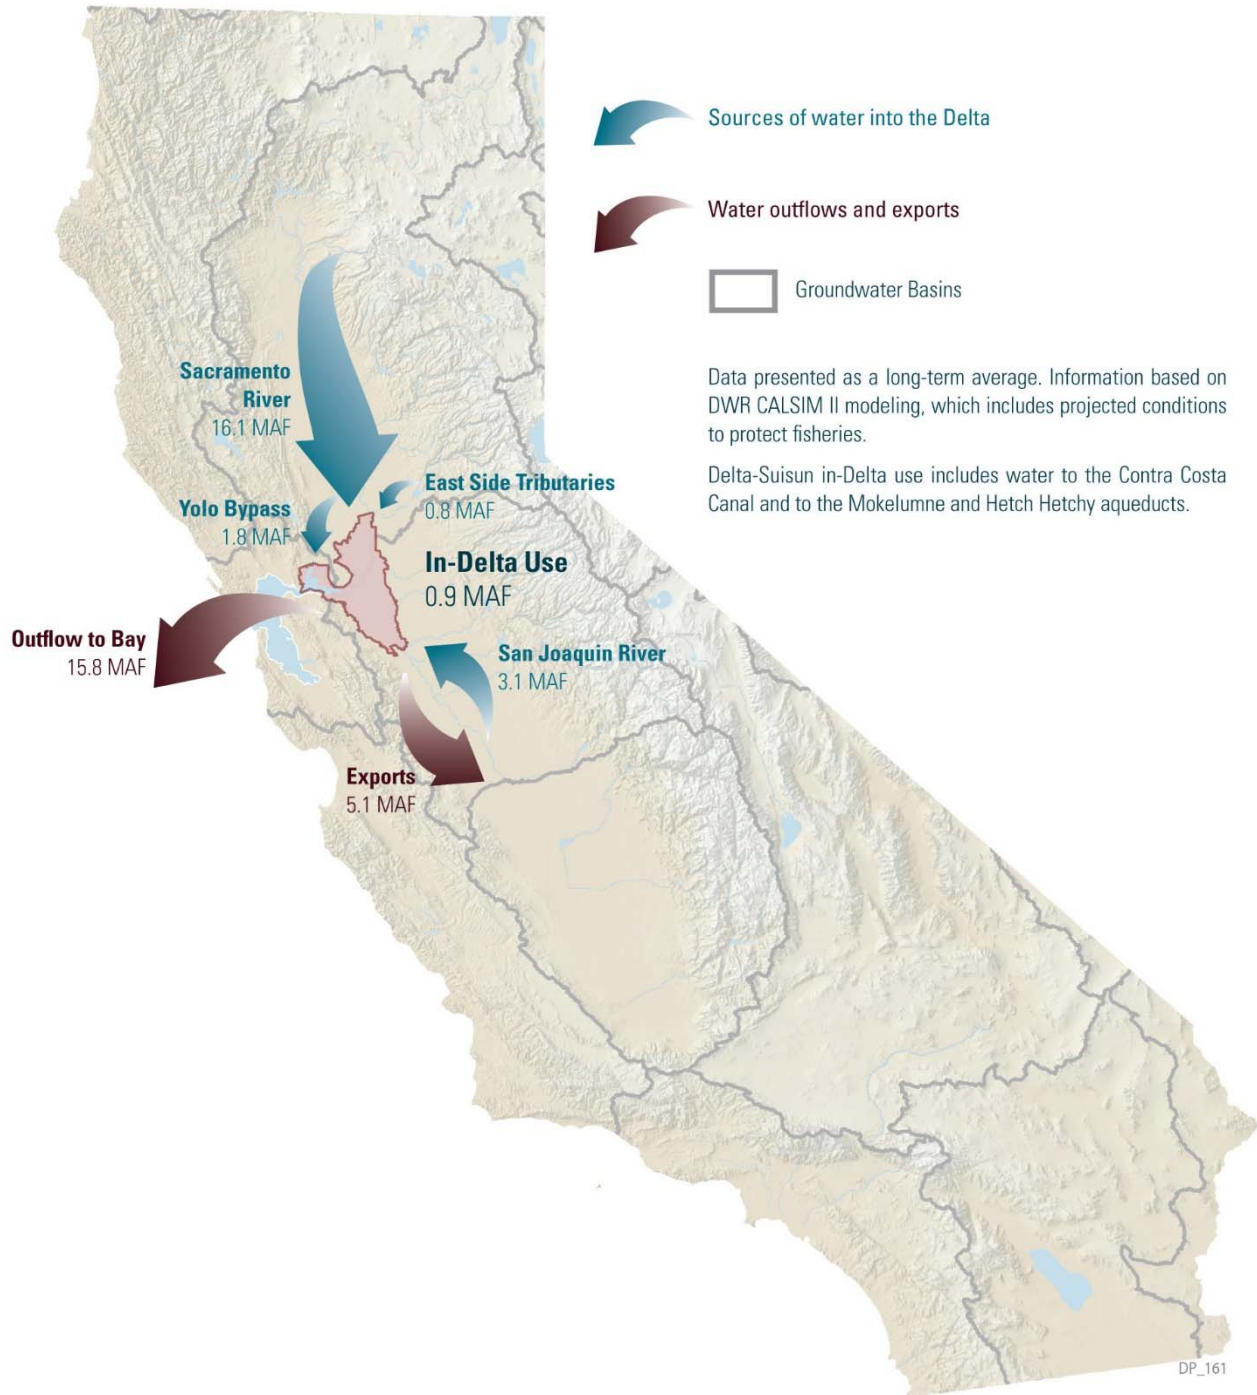 Sources of water into the Delta
Water outflows and exports
Groundwater Basins
Data presented as a long-term average. Information based on
DWR CALSIM II modeling, which includes projected conditions
to protect fisheries.
Delta-Suisun in-Delta use includes water to the Contra Costa
Canal and to the Mokelumne and Hetch Hetchy aqueducts.
Sacramento
River
16.1 MAF
East Side Tributaries
0.8 MAF
Yolo Bypass
1.8 MAF
In-Delta Use
0.9 MAF
Outflow to Bay
15.8 MAF
San Joaquin River
3.1 MAF
Exports
5.1 MAF
DP_161